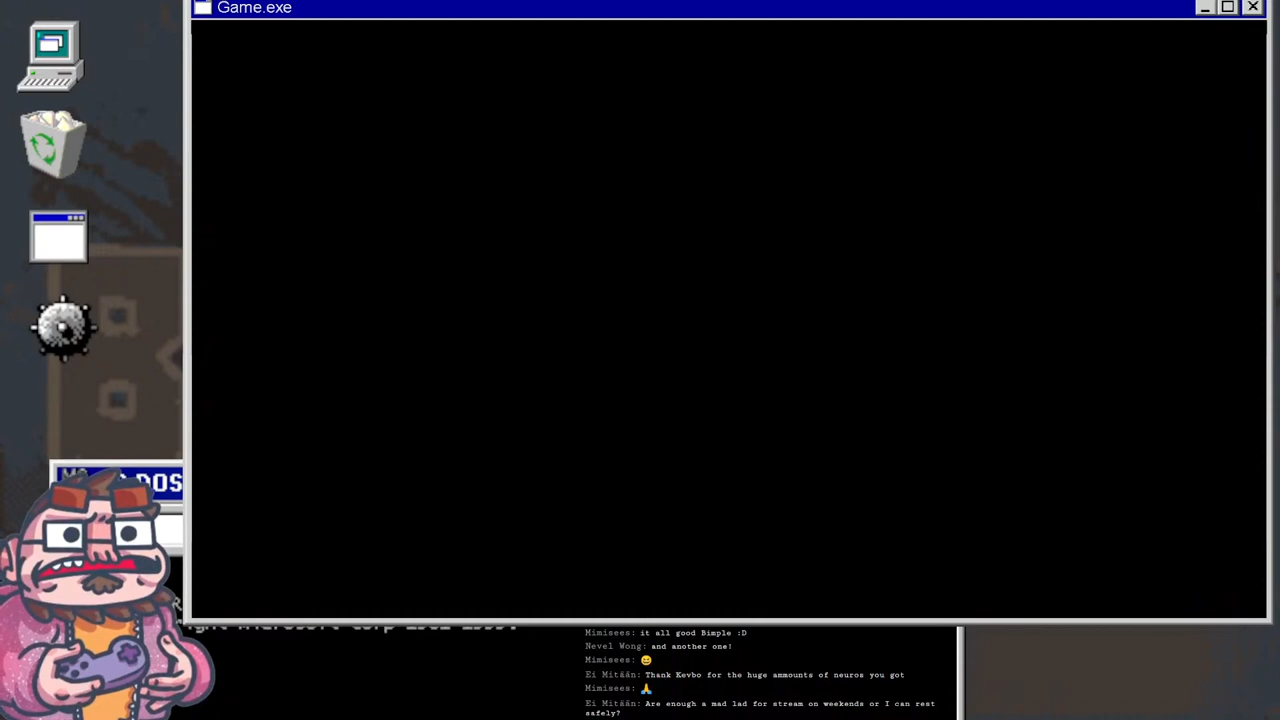 Game.exe
DOS
Mimisees: it all good Bimple :D
Nevel Wong: and another one!
Mimisees: 😄
Ei Mitään: Thank Kevbo for the huge ammounts of neuros you got
Mimisees: 🙏
Ei Mitään: Are enough a mad lad for stream on weekends or I can rest
safely?